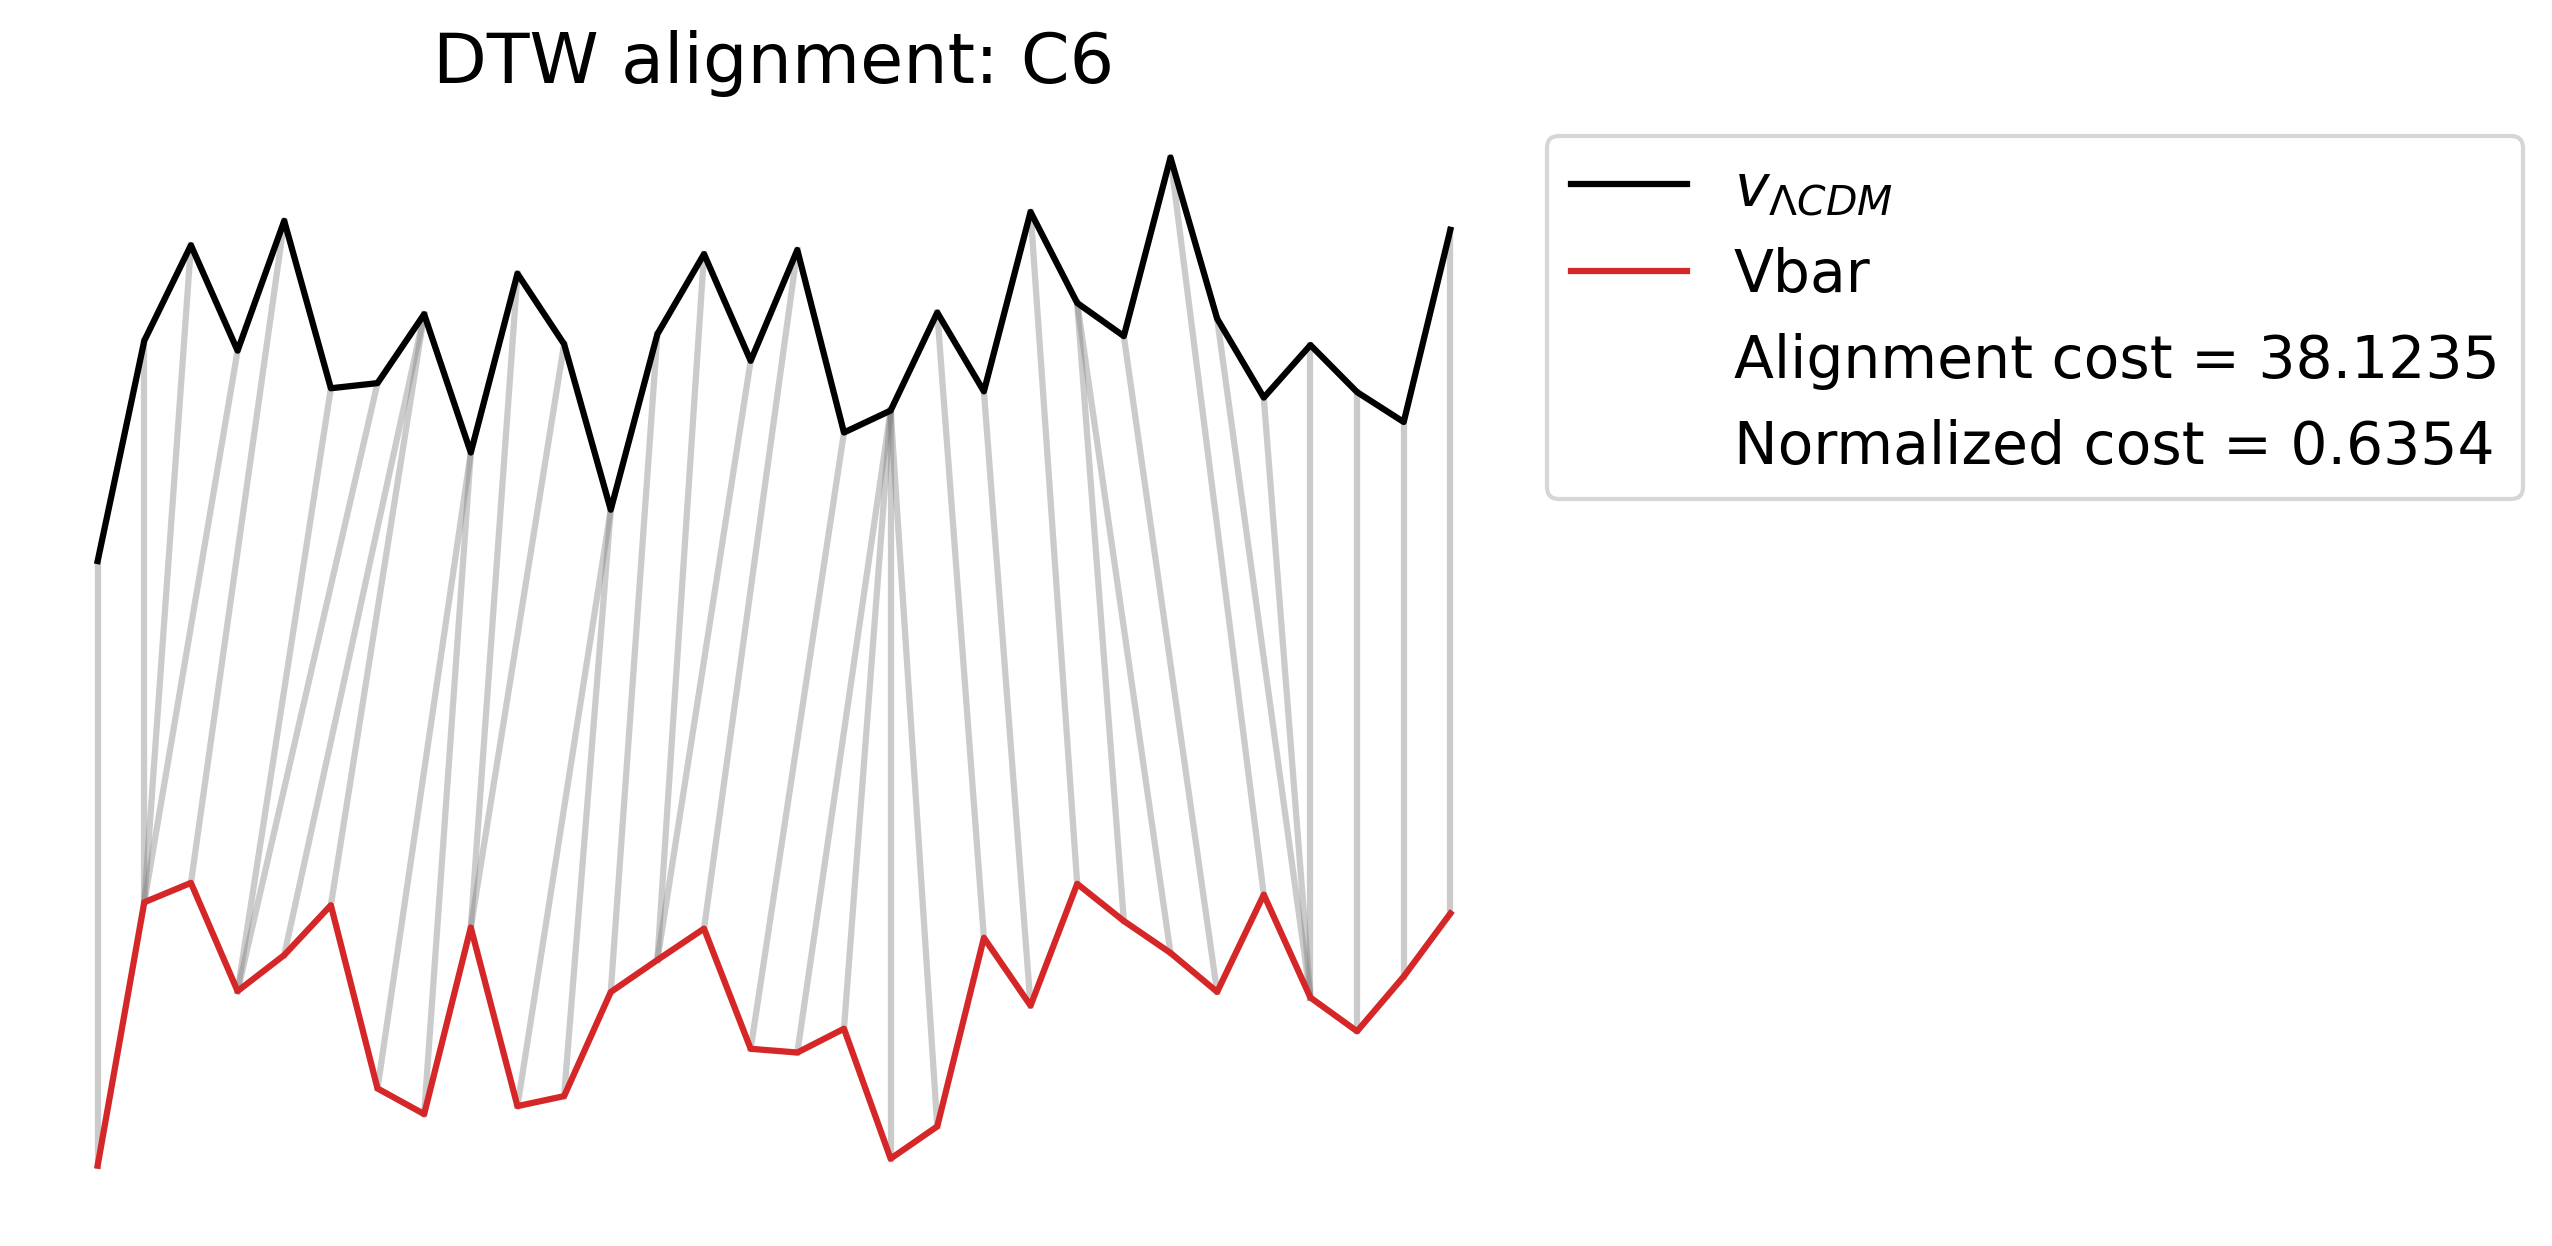 DTW alignment: C6
vΛCDM
Vbar
Alignment cost = 38.1235
Normalized cost = 0.6354